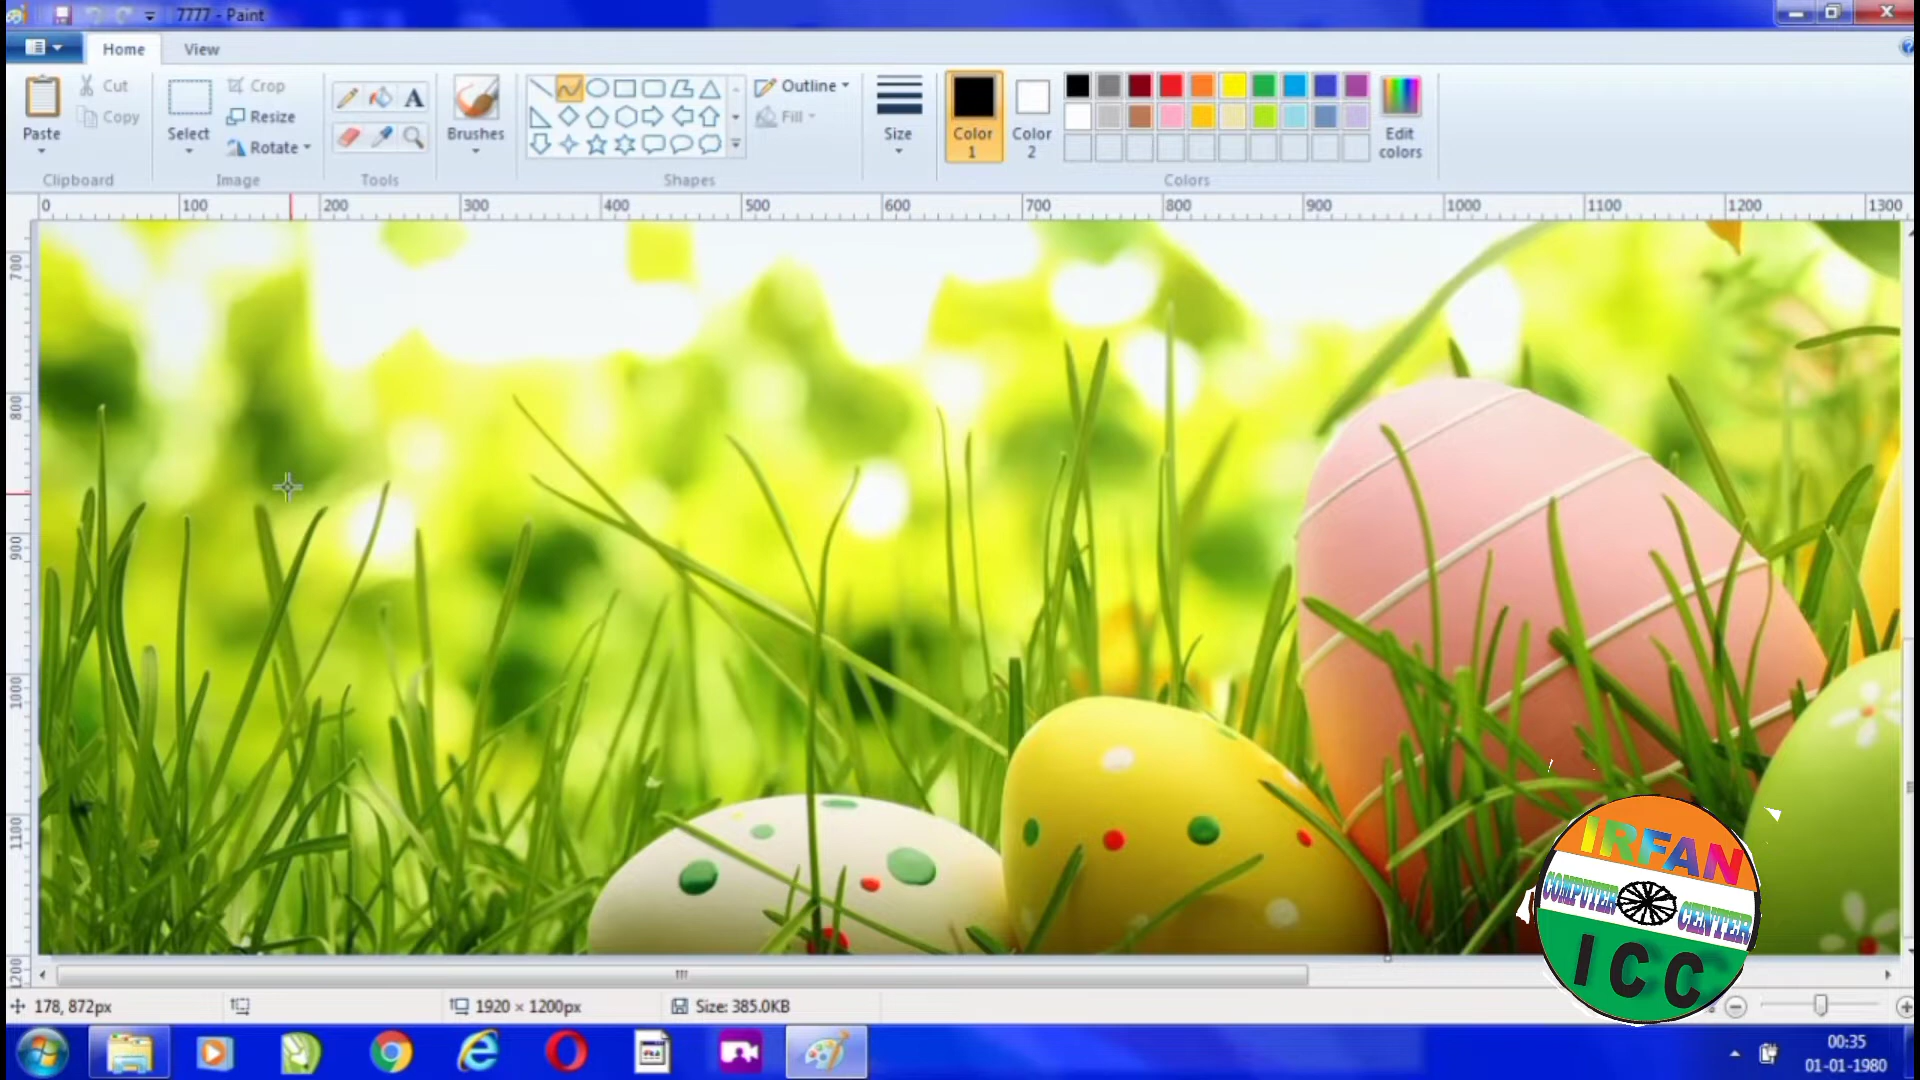 7777 - Paint
Home View
Paste
Cut
Copy
Clipboard
Select
Crop
Resize
Rotate
Image
A
Tools
Brushes
Shapes
Outline
Fill
Size
Color
1
Color
2
Edit
colors
Colors
0 100 200 300 400 500 600 700 800 900 1000 1100 1200 1300
700
800
900
1000
1100
1200
IRFAN
COMPUTER
CENTER
ICC
178, 872px
1920 × 1200px
Size: 385.0KB
00:35
01-01-1980